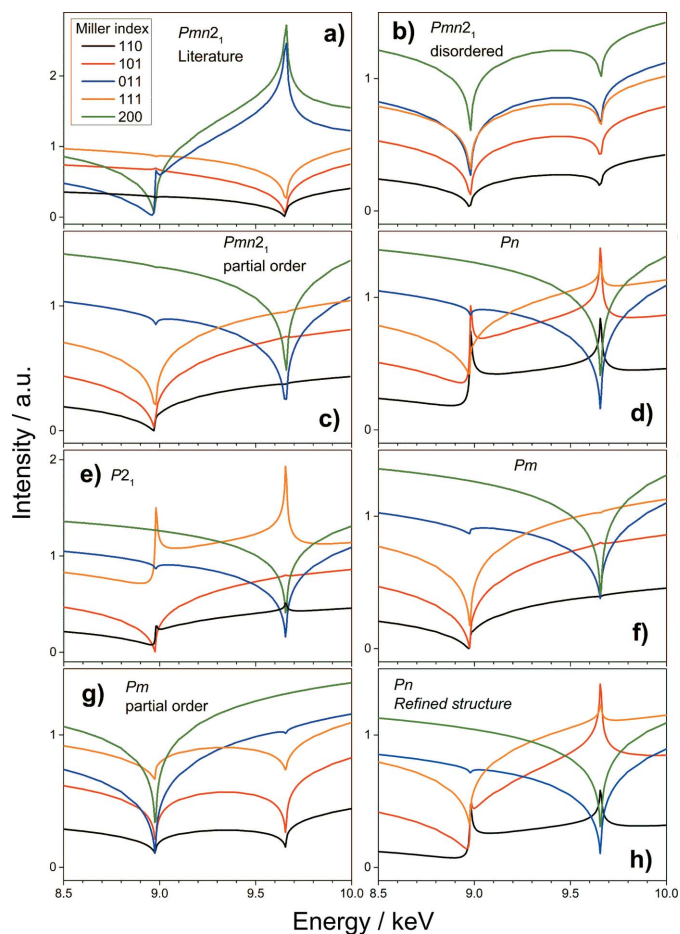 Miller index
110
101
011
111
200
Pmn2₁
Literature
a)
2
1
0
b)
Pmn2₁
disordered
1
0
Pmn2₁
partial order
c)
1
0
Pn
d)
1
0
e)
P2₁
2
1
0
Pm
f)
1
0
g)
Pm
partial order
1
0
8.5 9.0 9.5 10.0
Pn
Refined structure
h)
1
0
8.5 9.0 9.5 10.0
Intensity / a.u.
Energy / keV